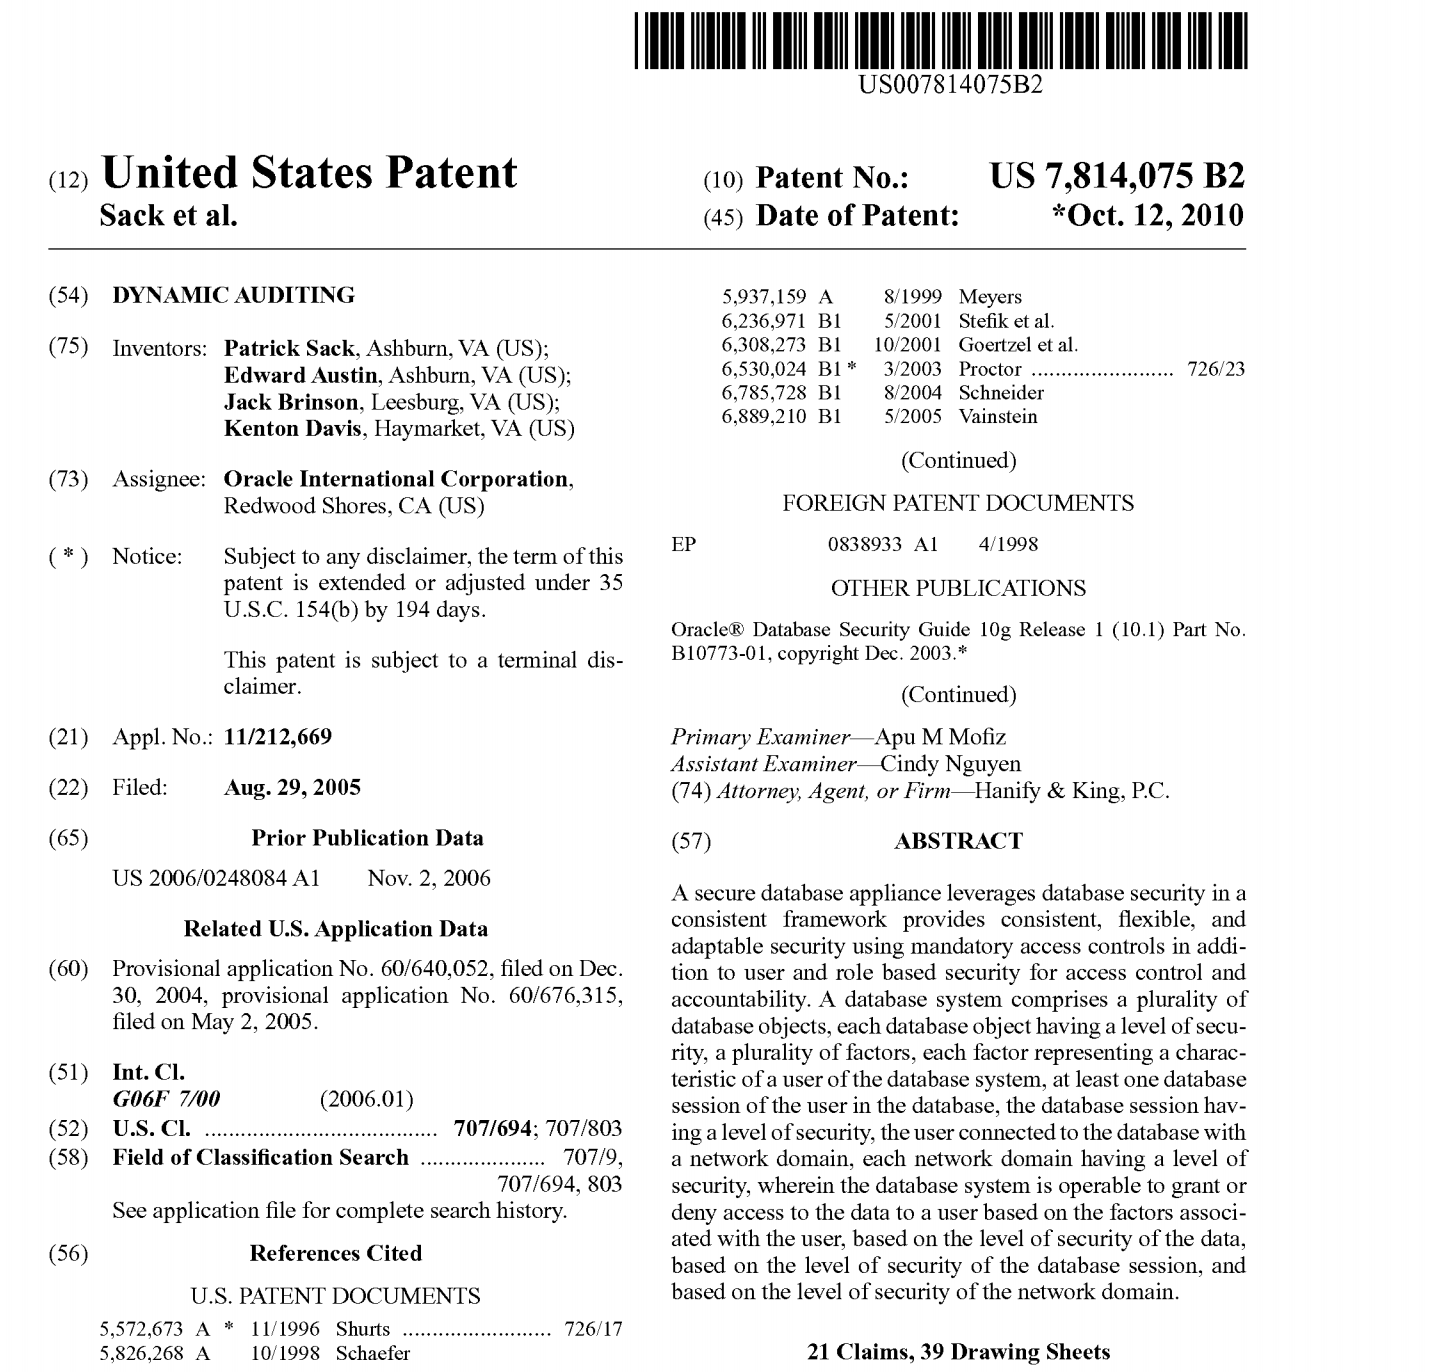 US007814075B2
(12) United States Patent
Sack et al.
(10) Patent No.: US 7,814,075 B2
(45) Date of Patent: *Oct. 12, 2010
(54) DYNAMIC AUDITING
(75) Inventors: Patrick Sack, Ashburn, VA (US);
Edward Austin, Ashburn, VA (US);
Jack Brinson, Leesburg, VA (US);
Kenton Davis, Haymarket, VA (US)
(73) Assignee: Oracle International Corporation,
Redwood Shores, CA (US)
( * ) Notice: Subject to any disclaimer, the term of this
patent is extended or adjusted under 35
U.S.C. 154(b) by 194 days.
This patent is subject to a terminal dis-
claimer.
(21) Appl. No.: 11/212,669
(22) Filed: Aug. 29, 2005
(65) Prior Publication Data
US 2006/0248084 A1 Nov. 2, 2006
Related U.S. Application Data
(60) Provisional application No. 60/640,052, filed on Dec.
30, 2004, provisional application No. 60/676,315,
filed on May 2, 2005.
(51) Int. Cl.
G06F 7/00 (2006.01)
(52) U.S. Cl. ....................................... 707/694; 707/803
(58) Field of Classification Search ..................... 707/9,
707/694, 803
See application file for complete search history.
(56) References Cited
U.S. PATENT DOCUMENTS
5,572,673 A * 11/1996 Shurts ......................... 726/17
5,826,268 A 10/1998 Schaefer
5,937,159 A 8/1999 Meyers
6,236,971 B1 5/2001 Stefik et al.
6,308,273 B1 10/2001 Goertzel et al.
6,530,024 B1 * 3/2003 Proctor ........................ 726/23
6,785,728 B1 8/2004 Schneider
6,889,210 B1 5/2005 Vainstein
(Continued)
FOREIGN PATENT DOCUMENTS
EP 0838933 A1 4/1998
OTHER PUBLICATIONS
Oracle® Database Security Guide 10g Release 1 (10.1) Part No.
B10773-01, copyright Dec. 2003.*
(Continued)
Primary Examiner—Apu M Mofiz
Assistant Examiner—Cindy Nguyen
(74) Attorney, Agent, or Firm—Hanify & King, P.C.
(57) ABSTRACT
A secure database appliance leverages database security in a
consistent framework provides consistent, flexible, and
adaptable security using mandatory access controls in addi-
tion to user and role based security for access control and
accountability. A database system comprises a plurality of
database objects, each database object having a level of secu-
rity, a plurality of factors, each factor representing a charac-
teristic of a user of the database system, at least one database
session of the user in the database, the database session hav-
ing a level of security, the user connected to the database with
a network domain, each network domain having a level of
security, wherein the database system is operable to grant or
deny access to the data to a user based on the factors associ-
ated with the user, based on the level of security of the data,
based on the level of security of the database session, and
based on the level of security of the network domain.
21 Claims, 39 Drawing Sheets